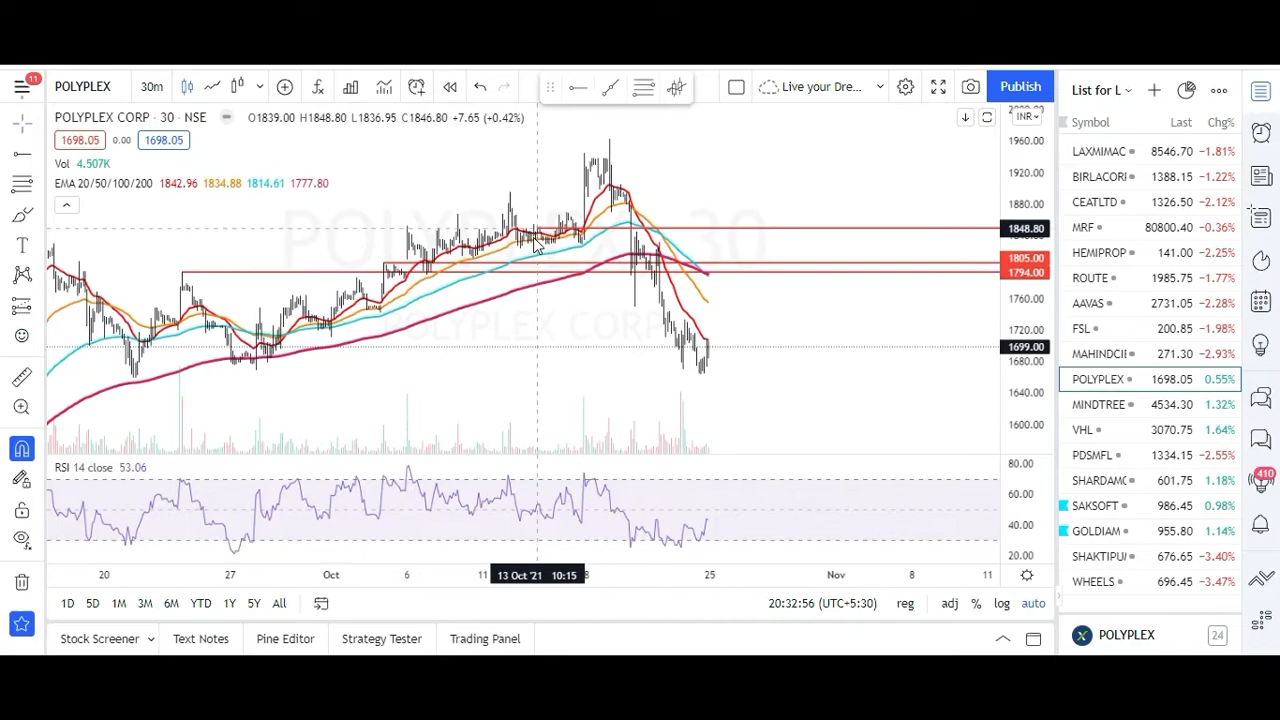 11
POLYPLEX 30m Live your Dre... Publish
POLYPLEX CORP · 30 · NSE O1839.00 H1848.80 L1836.95 C1846.80 +7.65 (+0.42%)
1698.05 0.00 1698.05
Vol 4.507K
EMA 20/50/100/200 1842.96 1834.88 1814.61 1777.80
POLYPLEX, 30
POLYPLEX CORP
INR
1960.00
1920.00
1880.00
1848.80
1805.00
1794.00
1760.00
1720.00
1699.00
1680.00
1640.00
1600.00
RSI 14 close 53.06
80.00
60.00
40.00
20.00
20 27 Oct 6 11 13 Oct '21 10:15 8 25 Nov 8 11
1D 5D 1M 3M 6M YTD 1Y 5Y All 20:32:56 (UTC+5:30) reg adj % log auto
Stock Screener Text Notes Pine Editor Strategy Tester Trading Panel
List for L
Symbol Last Chg%
LAXMIMAC 8546.70 -1.81%
BIRLACORI 1388.15 -1.22%
CEATLTD 1326.50 -2.12%
MRF 80800.40 -0.36%
HEMIPROP 141.00 -2.25%
ROUTE 1985.75 -1.77%
AAVAS 2731.05 -2.28%
FSL 200.85 -1.98%
MAHINDCIE 271.30 -2.93%
POLYPLEX 1698.05 0.55%
MINDTREE 4534.30 1.32%
VHL 3070.75 1.64%
PDSMFL 1334.15 -2.55%
SHARDAMC 601.75 1.18%
SAKSOFT 986.45 0.98%
GOLDIAM 955.80 1.14%
SHAKTIPUI 676.65 -3.40%
WHEELS 696.45 -3.47%
POLYPLEX 24
410